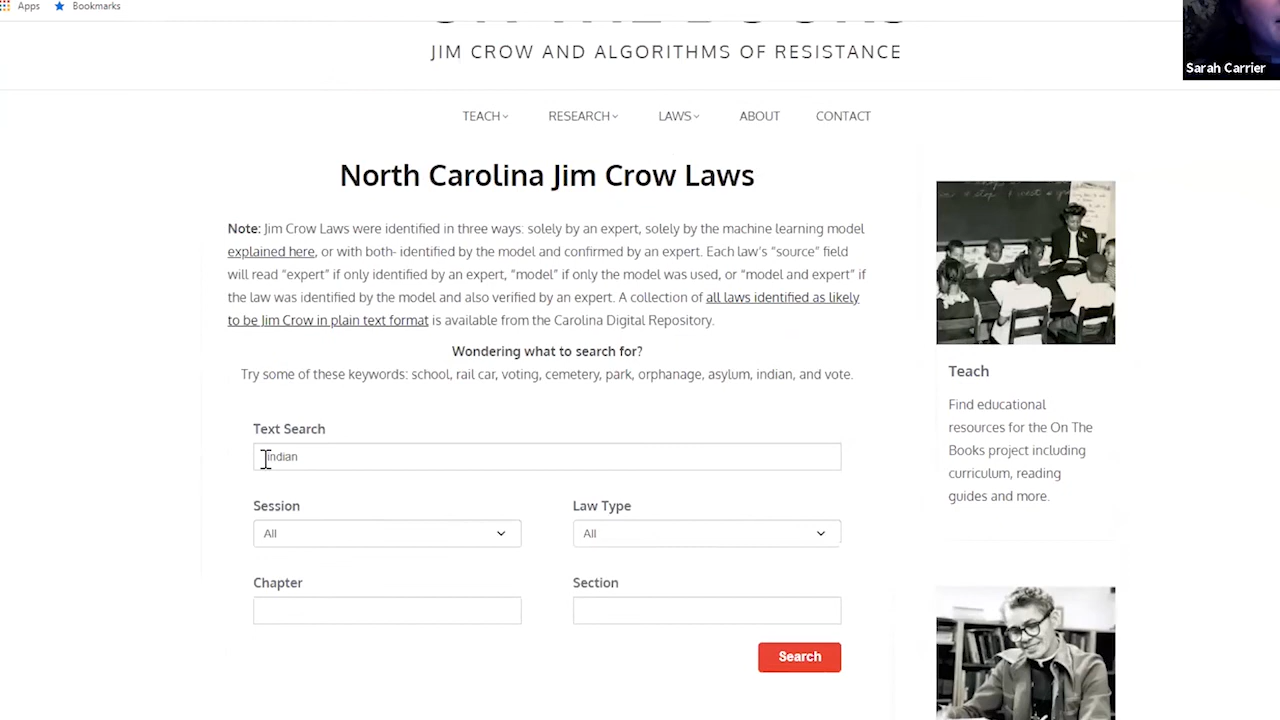 Apps Bookmarks
ON THE BOOKS
JIM CROW AND ALGORITHMS OF RESISTANCE
Sarah Carrier
TEACH RESEARCH LAWS ABOUT CONTACT
North Carolina Jim Crow Laws
Note: Jim Crow Laws were identified in three ways: solely by an expert, solely by the machine learning model
explained here, or with both- identified by the model and confirmed by an expert. Each law's “source” field
will read “expert” if only identified by an expert, “model” if only the model was used, or “model and expert” if
the law was identified by the model and also verified by an expert. A collection of all laws identified as likely
to be Jim Crow in plain text format is available from the Carolina Digital Repository.
Wondering what to search for?
Try some of these keywords: school, rail car, voting, cemetery, park, orphanage, asylum, indian, and vote.
Text Search
indian
Session Law Type
All All
Chapter Section
Search
Teach
Find educational
resources for the On The
Books project including
curriculum, reading
guides and more.